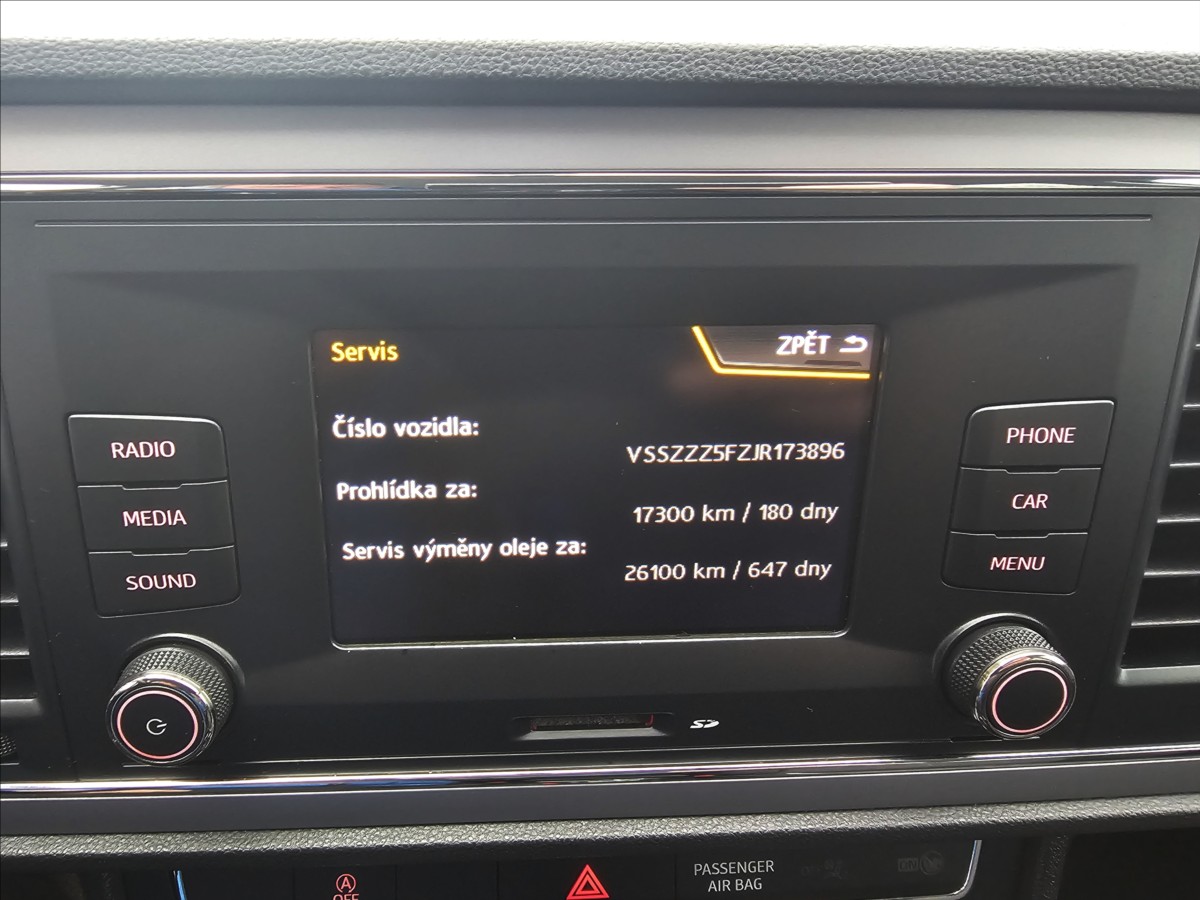 Servis
ZPĚT
Číslo vozidla:
VSSZZZ5FZJR173896
Prohlídka za:
17300 km / 180 dny
Servis výměny oleje za:
26100 km / 647 dny
RADIO
MEDIA
SOUND
PHONE
CAR
MENU
SD
A
OFF
PASSENGER
AIR BAG